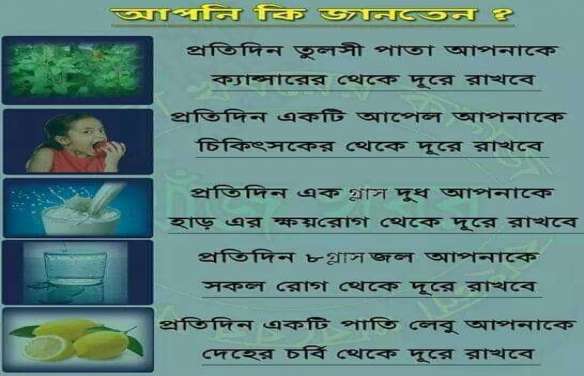 আপনি কি জানতেন ?
প্রতিদিন তুলসী পাতা আপনাকে
ক্যান্সারের থেকে দূরে রাখবে
প্রতিদিন একটি আপেল আপনাকে
চিকিৎসকের থেকে দূরে রাখবে
প্রতিদিন এক গ্লাস দুধ আপনাকে
হাড় এর ক্ষয়রোগ থেকে দূরে রাখবে
প্রতিদিন ৮ গ্লাস জল আপনাকে
সকল রোগ থেকে দূরে রাখবে
প্রতিদিন একটি পাতি লেবু আপনাকে
দেহের চর্বি থেকে দূরে রাখবে